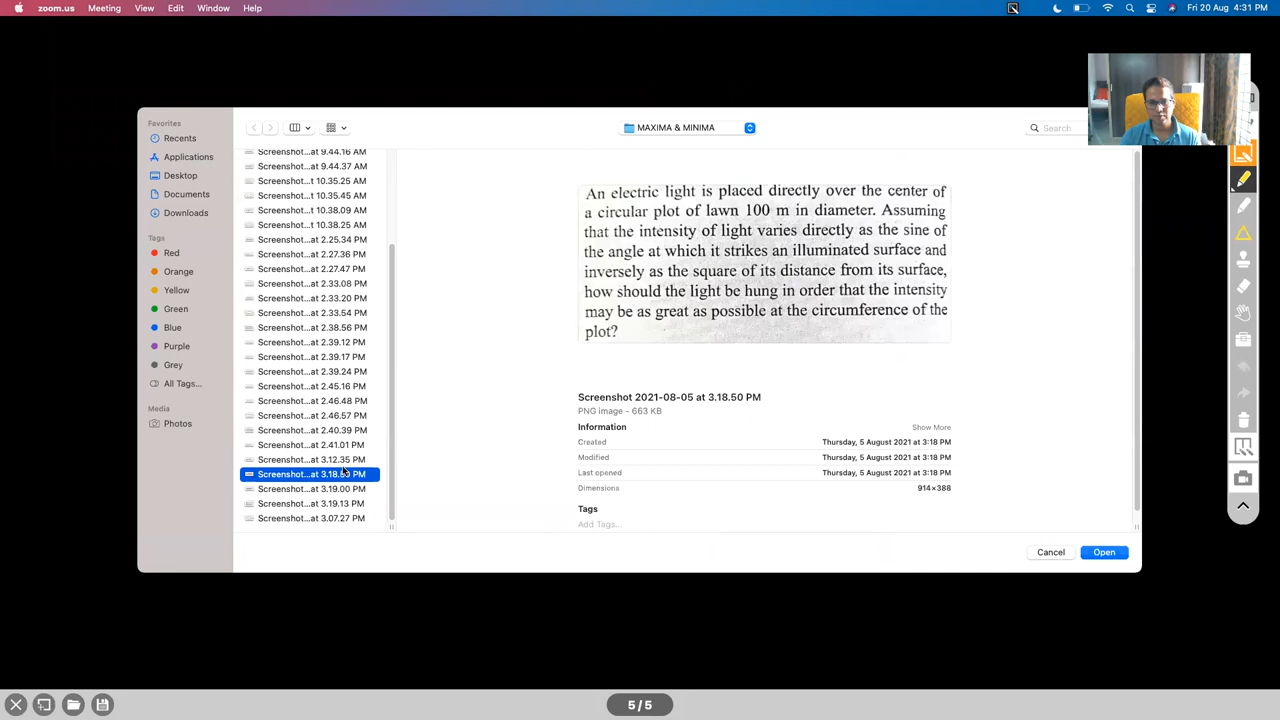 zoom.us Meeting View Edit Window Help Fri 20 Aug 4:31 PM
MAXIMA & MINIMA
Search
Favorites
Recents
Applications
Desktop
Documents
Downloads
Tags
Red
Orange
Yellow
Green
Blue
Purple
Grey
All Tags...
Media
Photos
Screenshot...at 9.44.16 AM
Screenshot...at 9.44.37 AM
Screenshot...t 10.35.25 AM
Screenshot...t 10.35.45 AM
Screenshot...t 10.38.09 AM
Screenshot...t 10.38.25 AM
Screenshot...at 2.25.34 PM
Screenshot...at 2.27.36 PM
Screenshot...at 2.27.47 PM
Screenshot...at 2.33.08 PM
Screenshot...at 2.33.20 PM
Screenshot...at 2.33.54 PM
Screenshot...at 2.38.56 PM
Screenshot...at 2.39.12 PM
Screenshot...at 2.39.17 PM
Screenshot...at 2.39.24 PM
Screenshot...at 2.45.16 PM
Screenshot...at 2.46.48 PM
Screenshot...at 2.46.57 PM
Screenshot...at 2.40.39 PM
Screenshot...at 2.41.01 PM
Screenshot...at 3.12.35 PM
Screenshot...at 3.18.50 PM
Screenshot...at 3.19.00 PM
Screenshot...at 3.19.13 PM
Screenshot...at 3.07.27 PM
An electric light is placed directly over the center of
a circular plot of lawn 100 m in diameter. Assuming
that the intensity of light varies directly as the sine of
the angle at which it strikes an illuminated surface and
inversely as the square of its distance from its surface,
how should the light be hung in order that the intensity
may be as great as possible at the circumference of the
plot?
Screenshot 2021-08-05 at 3.18.50 PM
PNG image - 663 KB
Information Show More
Created Thursday, 5 August 2021 at 3:18 PM
Modified Thursday, 5 August 2021 at 3:18 PM
Last opened Thursday, 5 August 2021 at 3:18 PM
Dimensions 914×388
Tags
Add Tags...
Cancel Open
5 / 5